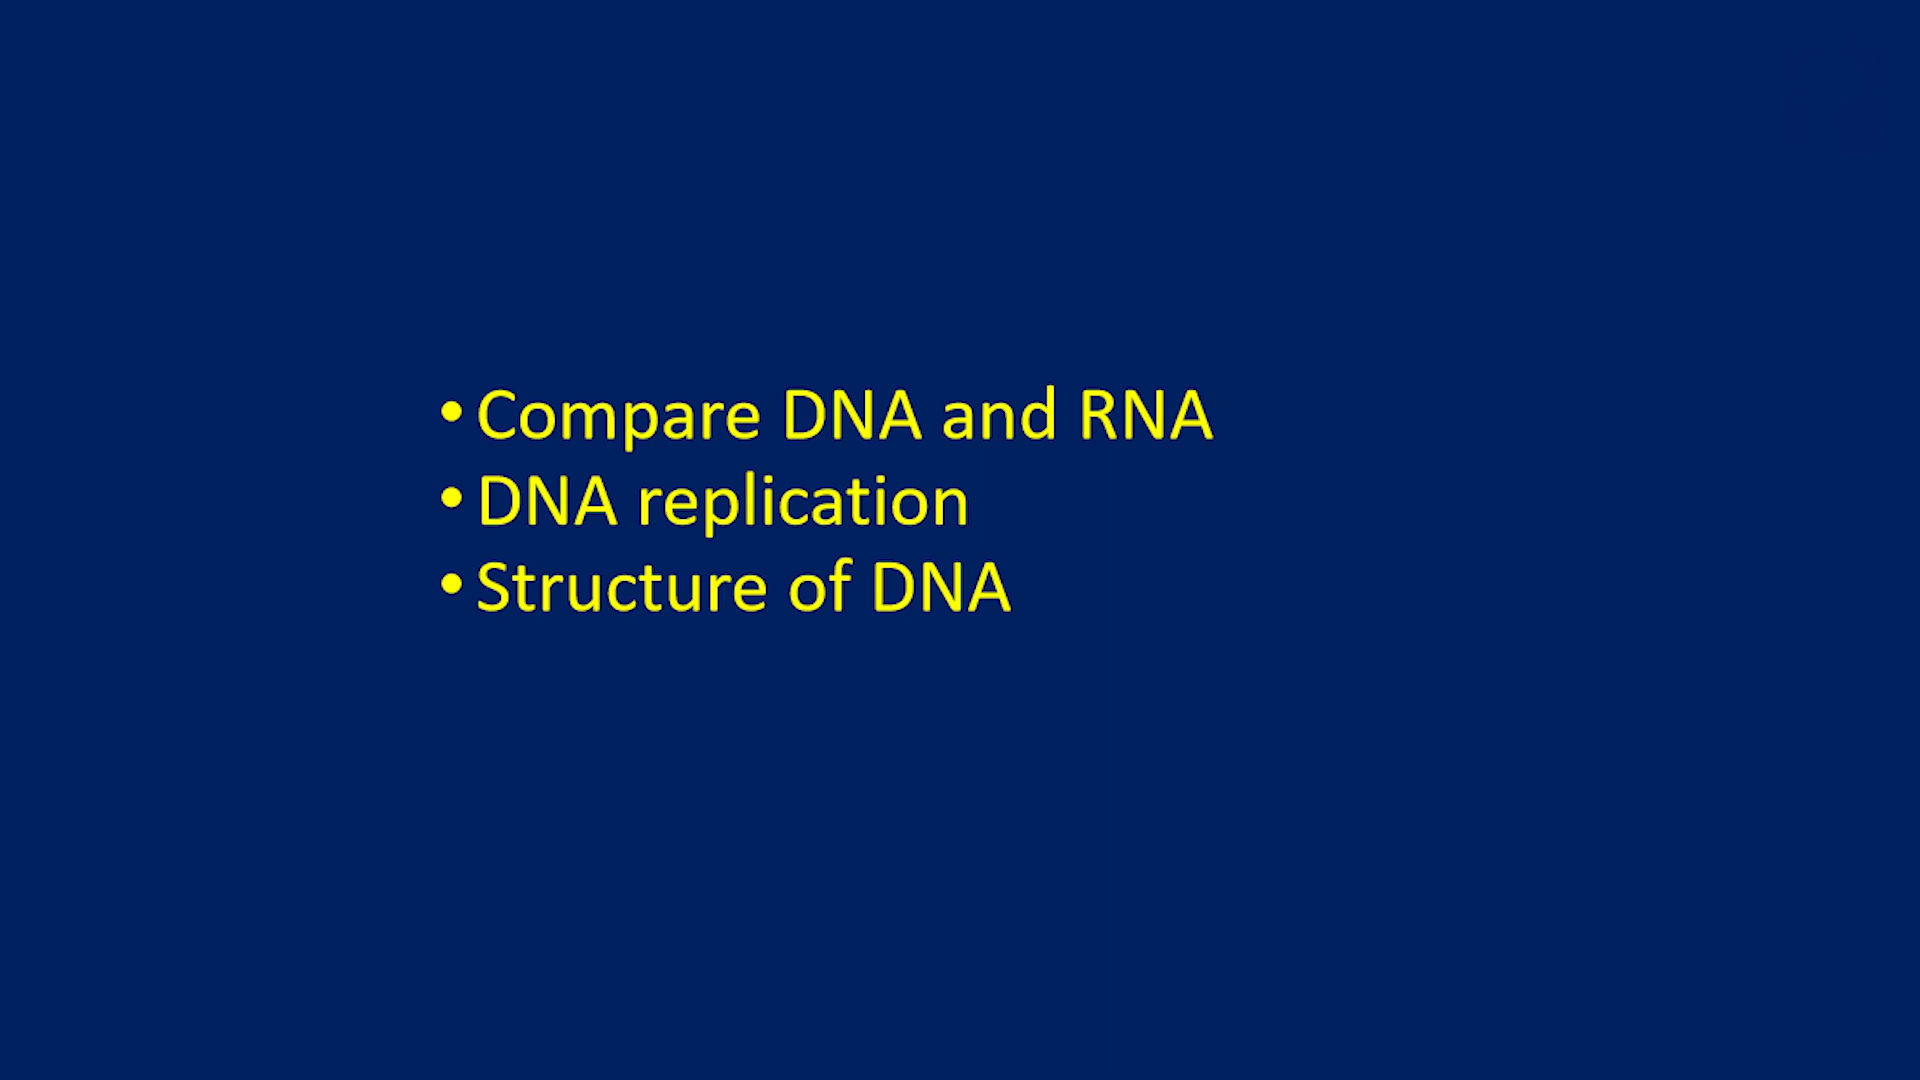 • Compare DNA and RNA
• DNA replication
• Structure of DNA